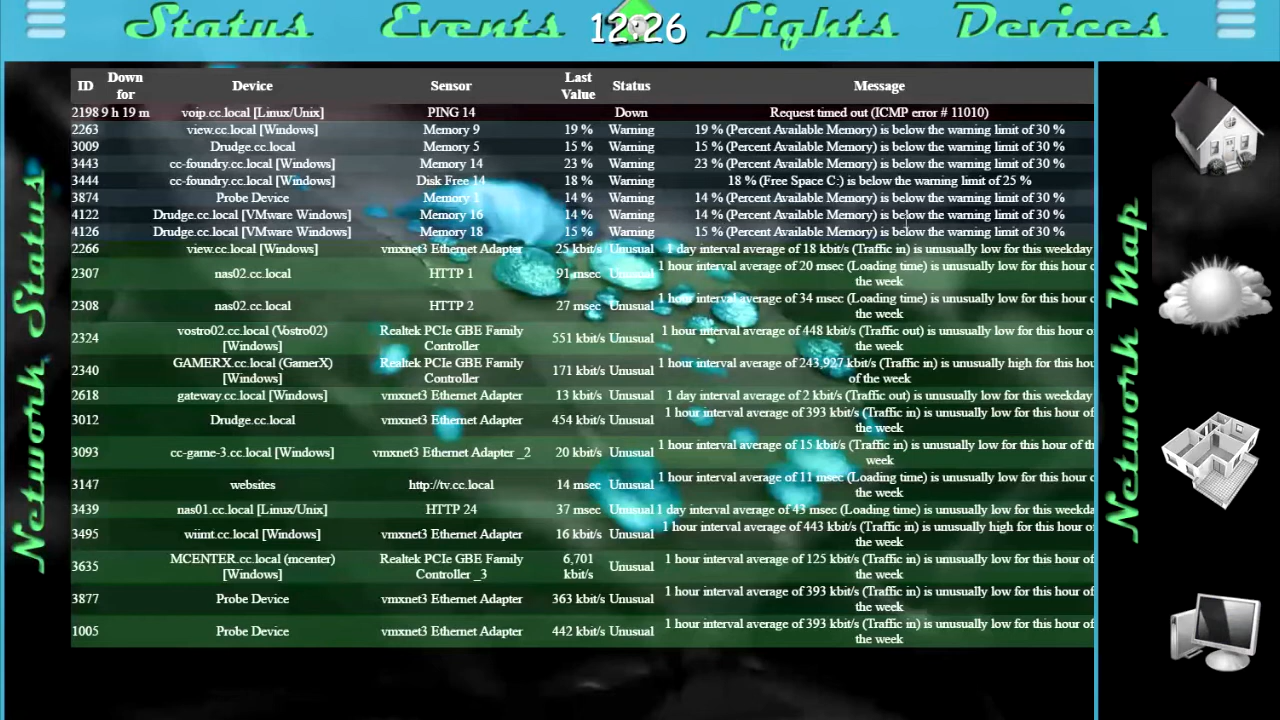 Status Events 12:26 Lights Devices
Network Status
ID Down for Device Sensor Last Value Status Message
2198 9 h 19 m voip.cc.local [Linux/Unix] PING 14 Down Request timed out (ICMP error # 11010)
2263 view.cc.local [Windows] Memory 9 19 % Warning 19 % (Percent Available Memory) is below the warning limit of 30 %
3009 Drudge.cc.local Memory 5 15 % Warning 15 % (Percent Available Memory) is below the warning limit of 30 %
3443 cc-foundry.cc.local [Windows] Memory 14 23 % Warning 23 % (Percent Available Memory) is below the warning limit of 30 %
3444 cc-foundry.cc.local [Windows] Disk Free 14 18 % Warning 18 % (Free Space C:) is below the warning limit of 25 %
3874 Probe Device Memory 1 14 % Warning 14 % (Percent Available Memory) is below the warning limit of 30 %
4122 Drudge.cc.local [VMware Windows] Memory 16 14 % Warning 14 % (Percent Available Memory) is below the warning limit of 30 %
4126 Drudge.cc.local [VMware Windows] Memory 18 15 % Warning 15 % (Percent Available Memory) is below the warning limit of 30 %
2266 view.cc.local [Windows] vmxnet3 Ethernet Adapter 25 kbit/s Unusual 1 day interval average of 18 kbit/s (Traffic in) is unusually low for this weekday
2307 nas02.cc.local HTTP 1 91 msec Unusual 1 hour interval average of 20 msec (Loading time) is unusually low for this hour o
the week
2308 nas02.cc.local HTTP 2 27 msec Unusual 1 hour interval average of 34 msec (Loading time) is unusually low for this hour o
the week
2324 vostro02.cc.local (Vostro02) [Windows] Realtek PCIe GBE Family Controller 551 kbit/s Unusual 1 hour interval average of 448 kbit/s (Traffic out) is unusually low for this hour o
the week
2340 GAMERX.cc.local (GamerX) [Windows] Realtek PCIe GBE Family Controller 171 kbit/s Unusual 1 hour interval average of 243,927 kbit/s (Traffic in) is unusually high for this hou
of the week
2618 gateway.cc.local [Windows] vmxnet3 Ethernet Adapter 13 kbit/s Unusual 1 day interval average of 2 kbit/s (Traffic out) is unusually low for this weekday
3012 Drudge.cc.local vmxnet3 Ethernet Adapter 454 kbit/s Unusual 1 hour interval average of 393 kbit/s (Traffic in) is unusually low for this hour of
the week
3093 cc-game-3.cc.local [Windows] vmxnet3 Ethernet Adapter _2 20 kbit/s Unusual 1 hour interval average of 15 kbit/s (Traffic in) is unusually low for this hour of th
week
3147 websites http://tv.cc.local 14 msec Unusual 1 hour interval average of 11 msec (Loading time) is unusually low for this hour of
the week
3439 nas01.cc.local [Linux/Unix] HTTP 24 37 msec Unusual 1 day interval average of 43 msec (Loading time) is unusually low for this weekda
3495 wiimt.cc.local [Windows] vmxnet3 Ethernet Adapter 16 kbit/s Unusual 1 hour interval average of 443 kbit/s (Traffic in) is unusually high for this hour of
the week
3635 MCENTER.cc.local (mcenter) [Windows] Realtek PCIe GBE Family Controller _3 6,701 kbit/s Unusual 1 hour interval average of 125 kbit/s (Traffic in) is unusually low for this hour of
the week
3877 Probe Device vmxnet3 Ethernet Adapter 363 kbit/s Unusual 1 hour interval average of 393 kbit/s (Traffic in) is unusually low for this hour of
the week
1005 Probe Device vmxnet3 Ethernet Adapter 442 kbit/s Unusual 1 hour interval average of 393 kbit/s (Traffic in) is unusually low for this hour of
the week
Network Map